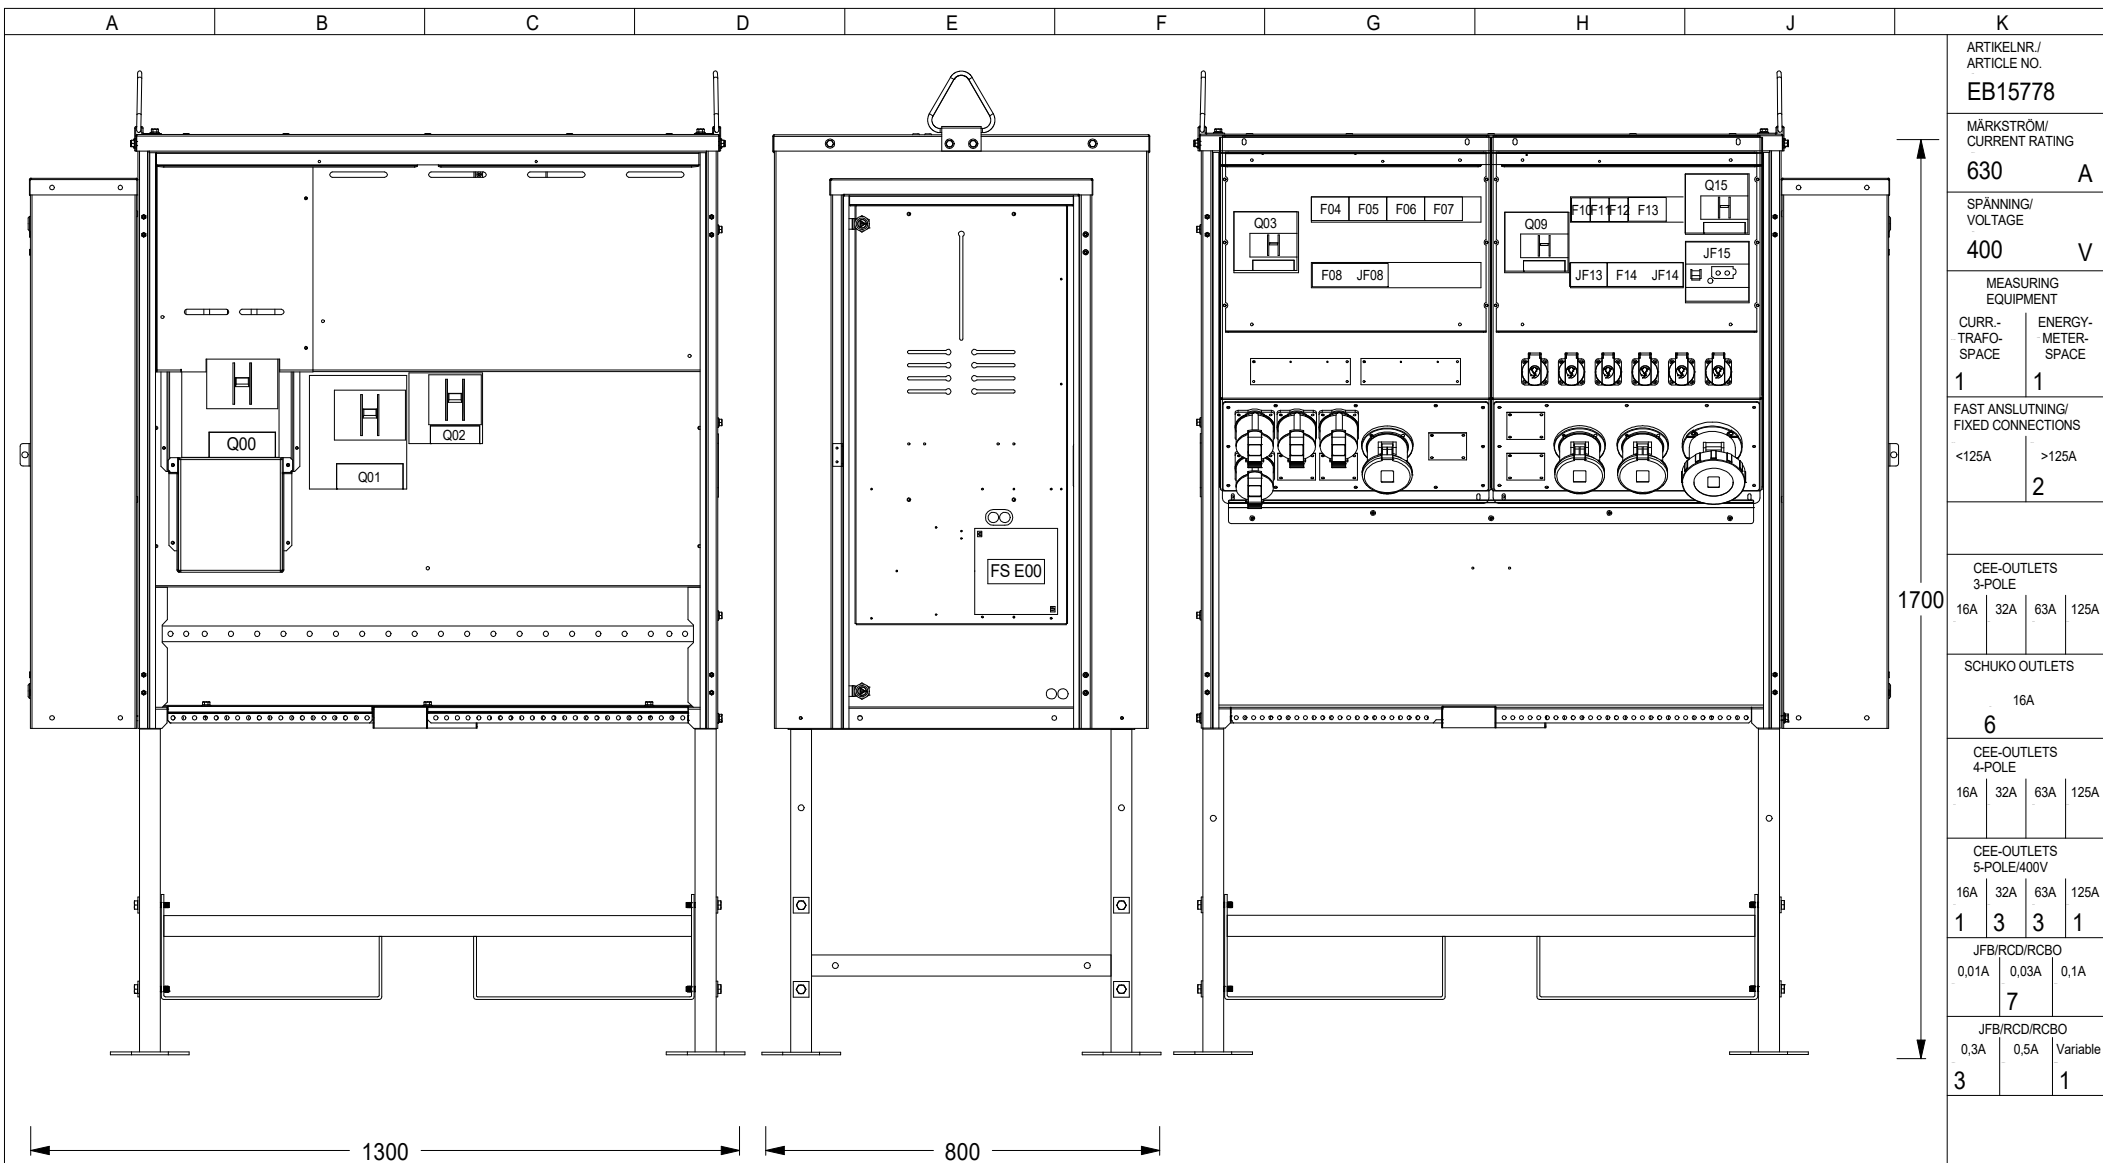 A B C D E F G H J K
ARTIKELNR./
ARTICLE NO.
EB15778
MÄRKSTRÖM/
CURRENT RATING
630 A
SPÄNNING/
VOLTAGE
400 V
MEASURING
EQUIPMENT
CURR.-
TRAFO-
SPACE
1
ENERGY-
METER-
SPACE
1
FAST ANSLUTNING/
FIXED CONNECTIONS
<125A >125A
2
CEE-OUTLETS
3-POLE
16A 32A 63A 125A
SCHUKO OUTLETS
16A
6
CEE-OUTLETS
4-POLE
16A 32A 63A 125A
CEE-OUTLETS
5-POLE/400V
16A 32A 63A 125A
1 3 3 1
JFB/RCD/RCBO
0,01A 0,03A 0,1A
7
JFB/RCD/RCBO
0,3A 0,5A Variable
3 1
Q00
Q01
Q02
FS E00
Q03
F04 F05 F06 F07
F08 JF08
Q09
F10 F11 F12 F13
JF13 F14 JF14
Q15
JF15
1700
1300
800